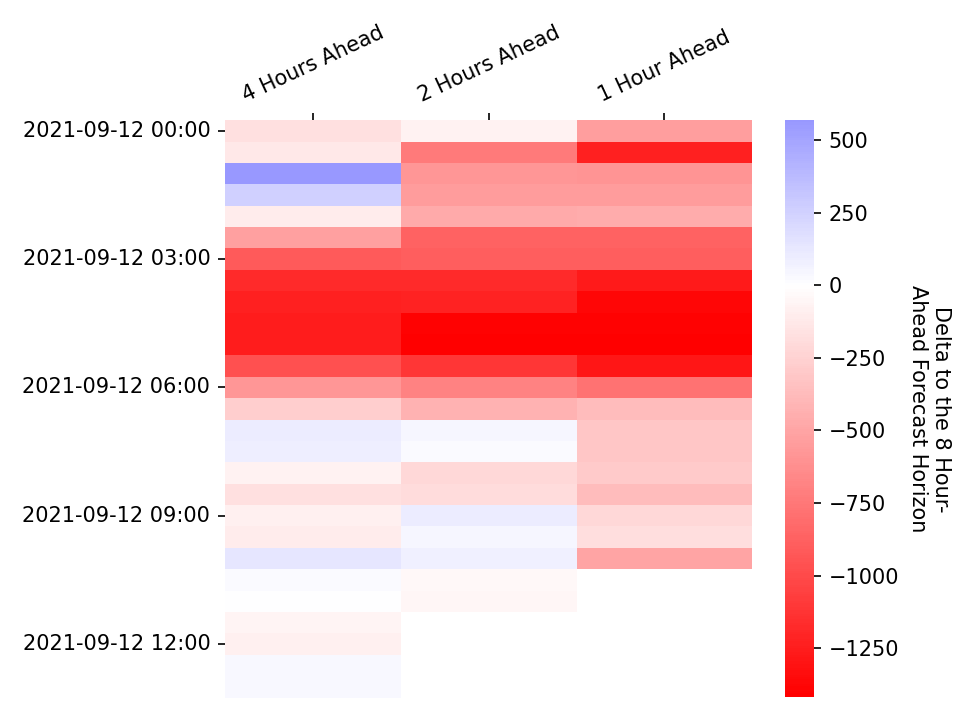 4 Hours Ahead
2 Hours Ahead
1 Hour Ahead
2021-09-12 00:00
2021-09-12 03:00
2021-09-12 06:00
2021-09-12 09:00
2021-09-12 12:00
500
250
0
−250
−500
−750
−1000
−1250
Delta to the 8 Hour-
Ahead Forecast Horizon